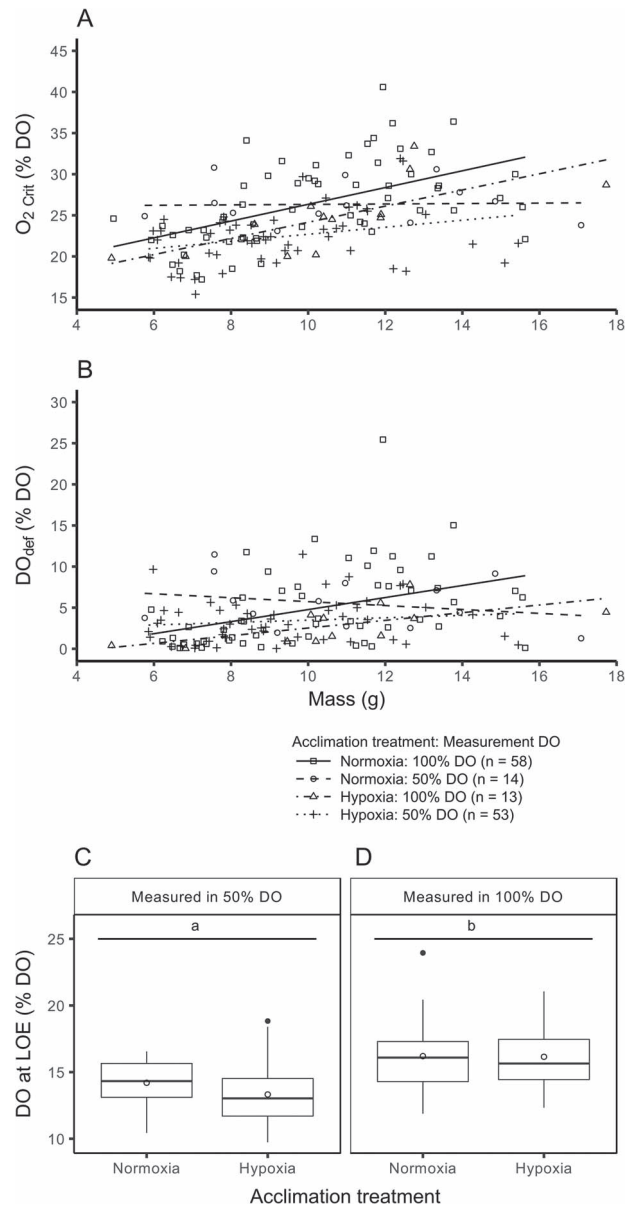 A
O2 Crit (% DO)
45
40
35
30
25
20
15
4 6 8 10 12 14 16 18
B
DOdef (% DO)
30
25
20
15
10
5
0
4 6 8 10 12 14 16 18
Mass (g)
Acclimation treatment: Measurement DO
Normoxia: 100% DO (n = 58)
Normoxia: 50% DO (n = 14)
Hypoxia: 100% DO (n = 13)
Hypoxia: 50% DO (n = 53)
C D
Measured in 50% DO Measured in 100% DO
a b
DO at LOE (% DO)
25
20
15
10
Normoxia Hypoxia Normoxia Hypoxia
Acclimation treatment